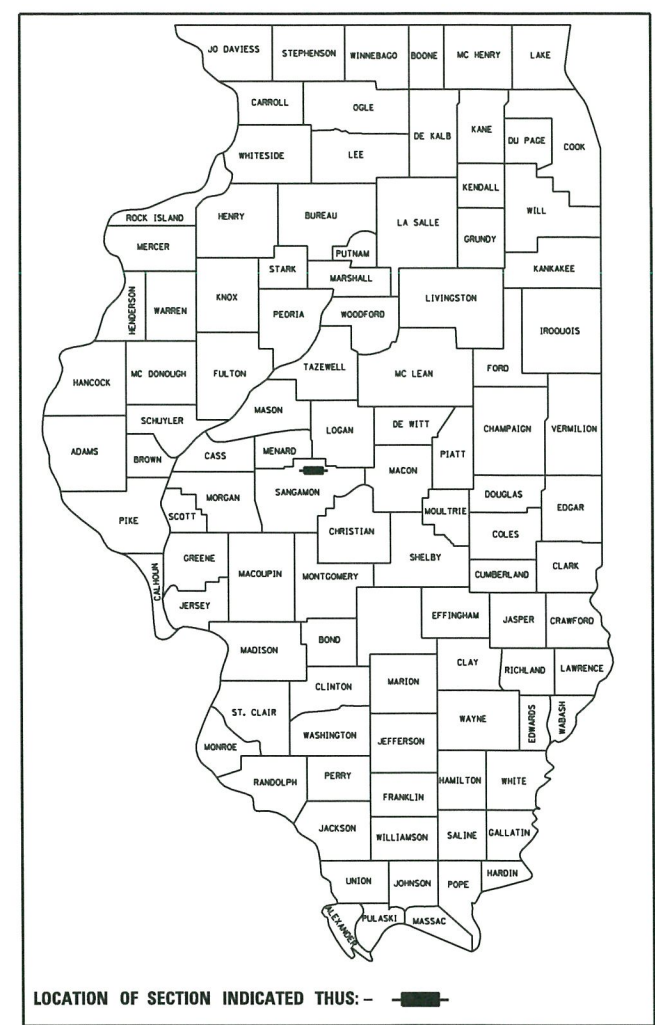 JO DAVIESS STEPHENSON WINNEBAGO BOONE MC HENRY LAKE
CARROLL OGLE DE KALB KANE DU PAGE COOK
WHITESIDE LEE
KENDALL
ROCK ISLAND HENRY BUREAU LA SALLE WILL
MERCER PUTNAM GRUNDY
STARK MARSHALL KANKAKEE
HENDERSON WARREN KNOX PEORIA WOODFORD LIVINGSTON IROQUOIS
HANCOCK MC DONOUGH FULTON TAZEWELL MC LEAN FORD
MASON
SCHUYLER LOGAN DE WITT CHAMPAIGN VERMILION
ADAMS BROWN CASS MENARD MACON PIATT
MORGAN SANGAMON DOUGLAS
PIKE SCOTT CHRISTIAN MOULTRIE COLES EDGAR
CALHOUN GREENE MACOUPIN MONTGOMERY SHELBY CUMBERLAND CLARK
JERSEY
EFFINGHAM JASPER CRAWFORD
MADISON BOND
CLAY RICHLAND LAWRENCE
CLINTON MARION
ST. CLAIR WAYNE EDWARDS WABASH
MONROE WASHINGTON JEFFERSON
RANDOLPH PERRY HAMILTON WHITE
FRANKLIN
JACKSON WILLIAMSON SALINE GALLATIN
UNION JOHNSON POPE HARDIN
ALEXANDER PULASKI MASSAC
LOCATION OF SECTION INDICATED THUS: –